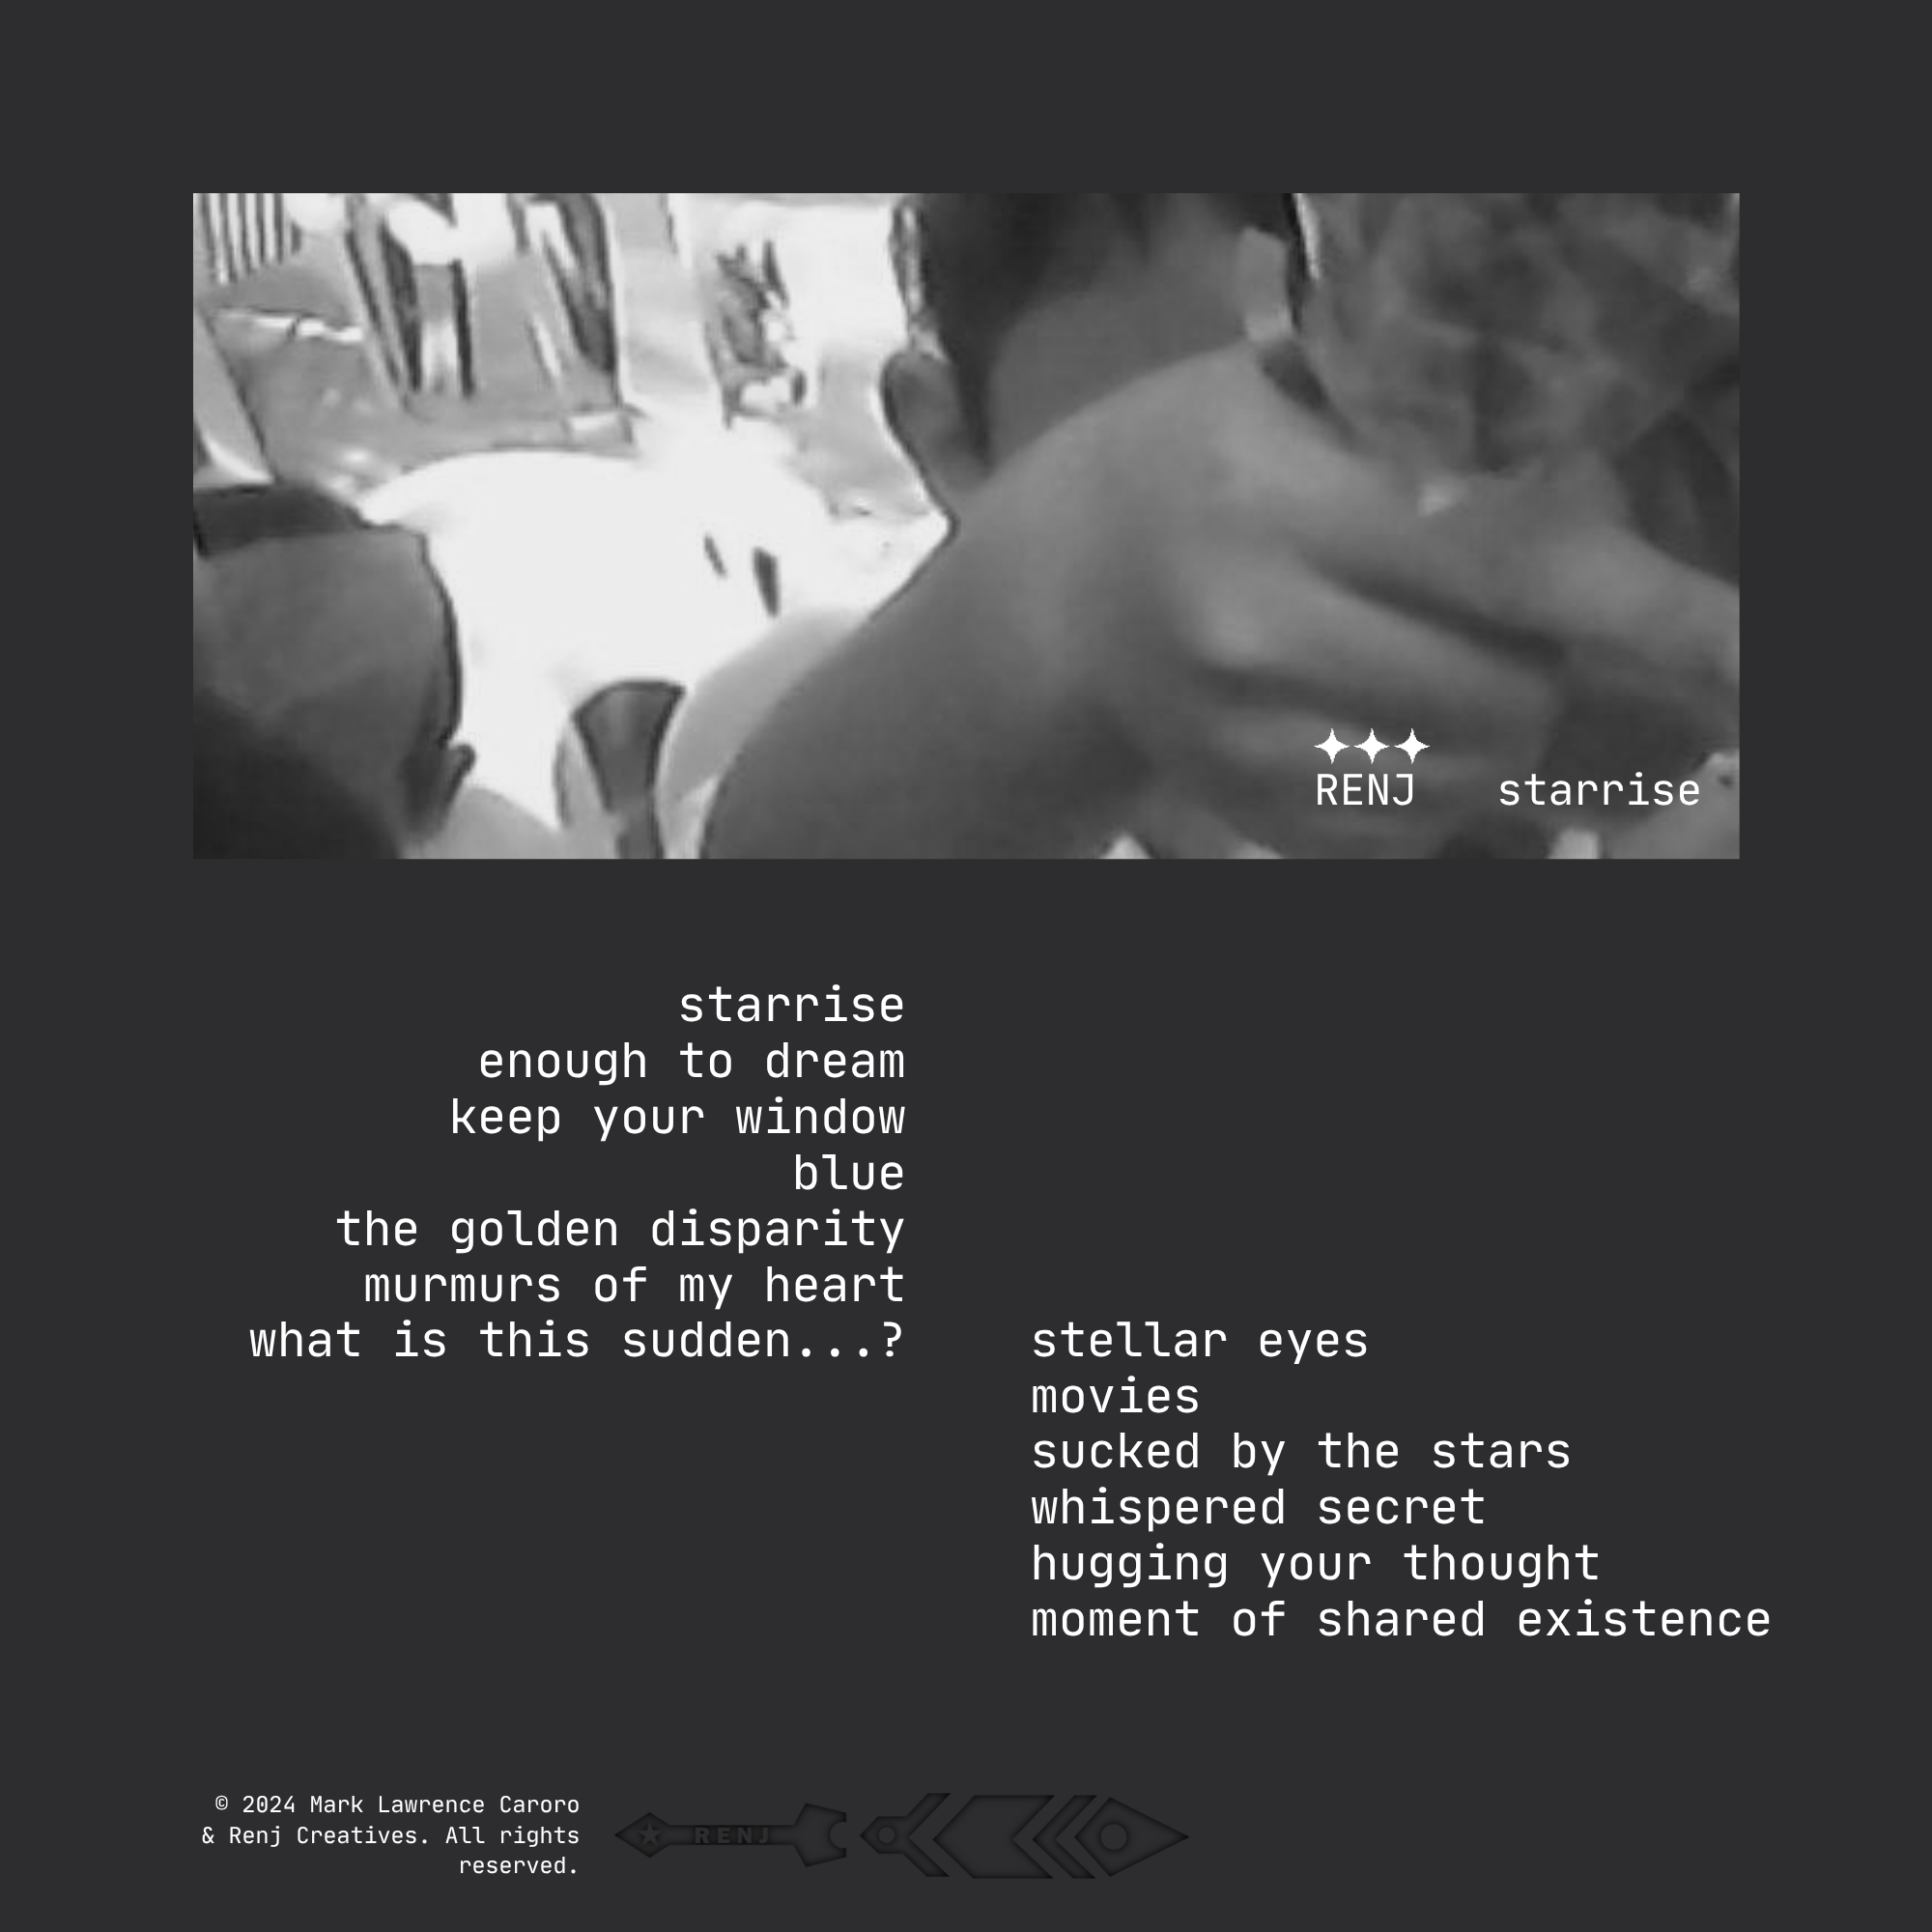 RENJ starrise
starrise
enough to dream
keep your window
blue
the golden disparity
murmurs of my heart
what is this sudden...?
stellar eyes
movies
sucked by the stars
whispered secret
hugging your thought
moment of shared existence
© 2024 Mark Lawrence Caroro
& Renj Creatives. All rights
reserved.
RENJ